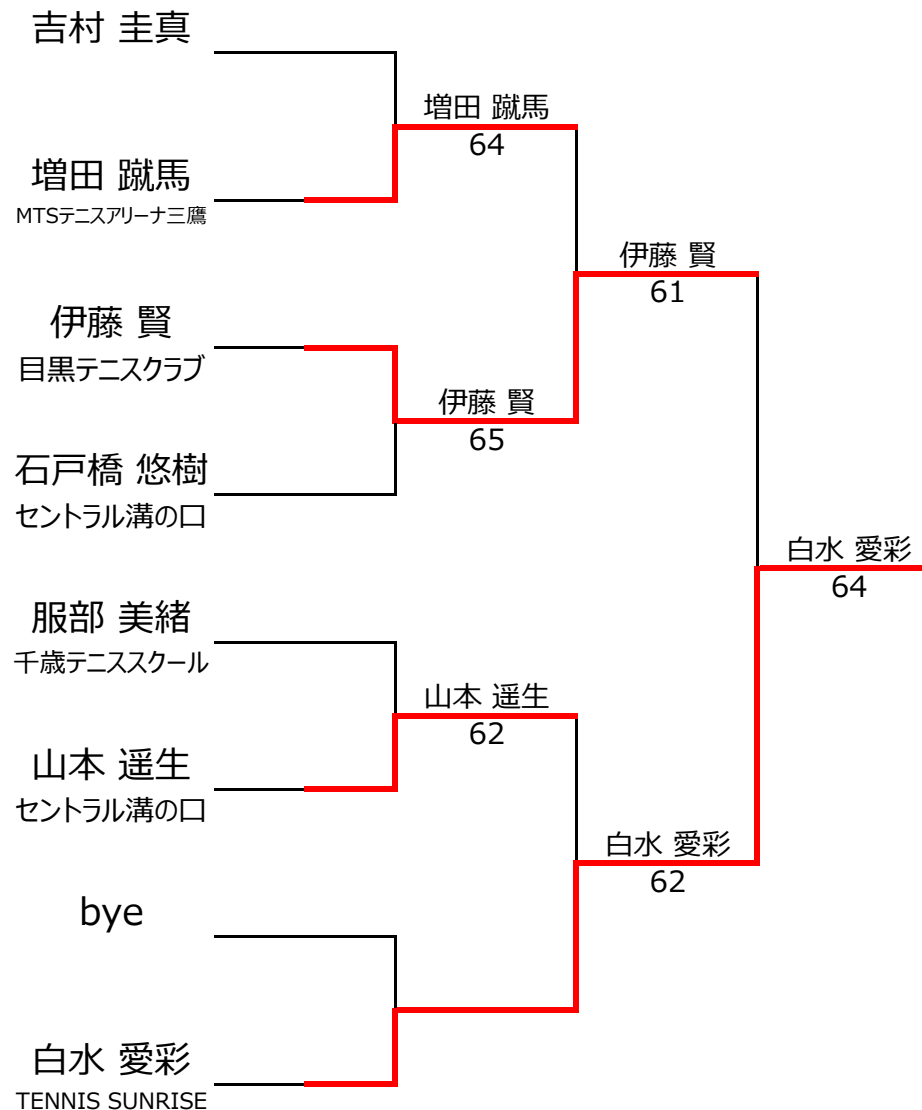 吉村 圭真
増田 蹴馬
64
増田 蹴馬
MTSテニスアリーナ三鷹
伊藤 賢
61
伊藤 賢
目黒テニスクラブ
伊藤 賢
65
石戸橋 悠樹
セントラル溝の口
白水 愛彩
64
服部 美緒
千歳テニススクール
山本 遥生
62
山本 遥生
セントラル溝の口
白水 愛彩
62
bye
白水 愛彩
TENNIS SUNRISE